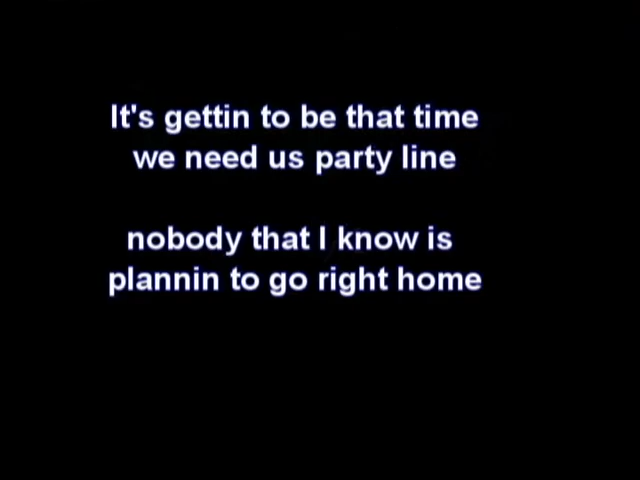 It's gettin to be that time
we need us party line
nobody that I know is
plannin to go right home